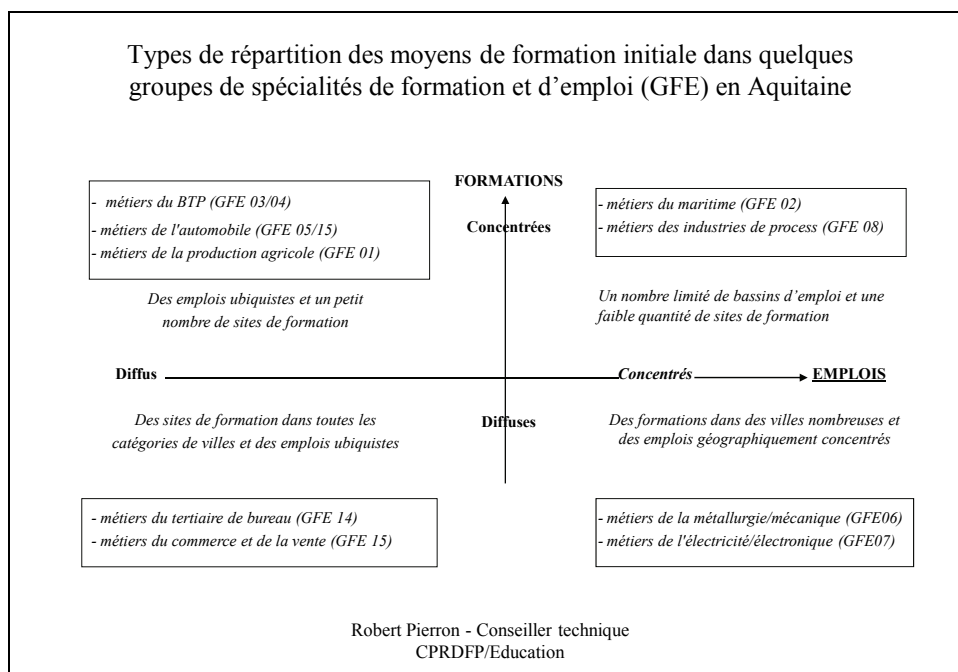 Types de répartition des moyens de formation initiale dans quelques
groupes de spécialités de formation et d'emploi (GFE) en Aquitaine
FORMATIONS
- métiers du BTP (GFE 03/04)
- métiers de l'automobile (GFE 05/15)
- métiers de la production agricole (GFE 01)
Concentrées
- métiers du maritime (GFE 02)
- métiers des industries de process (GFE 08)
Des emplois ubiquistes et un petit
nombre de sites de formation
Un nombre limité de bassins d'emploi et une
faible quantité de sites de formation
Diffus
Concentrés
EMPLOIS
Des sites de formation dans toutes les
catégories de villes et des emplois ubiquistes
Diffuses
Des formations dans des villes nombreuses et
des emplois géographiquement concentrés
- métiers du tertiaire de bureau (GFE 14)
- métiers du commerce et de la vente (GFE 15)
- métiers de la métallurgie/mécanique (GFE06)
- métiers de l'électricité/électronique (GFE07)
Robert Pierron - Conseiller technique
CPRDFP/Education